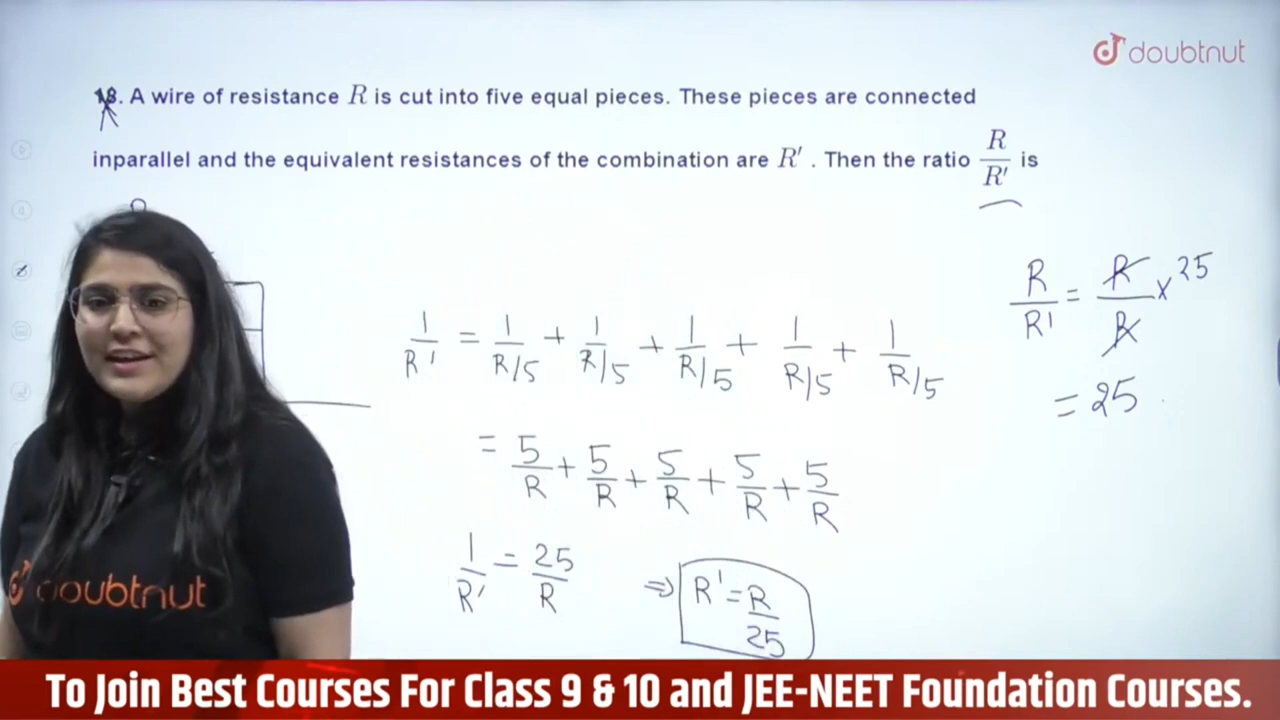 doubtnut
18. A wire of resistance R is cut into five equal pieces. These pieces are connected
inparallel and the equivalent resistances of the combination are R' . Then the ratio R/R' is
R/R' = R/R x 25
= 25
1/R' = 1/R/5 + 1/R/5 + 1/R/5 + 1/R/5 + 1/R/5
= 5/R + 5/R + 5/R + 5/R + 5/R
1/R' = 25/R ⇒ R' = R/25
doubtnut
To Join Best Courses For Class 9 & 10 and JEE-NEET Foundation Courses.